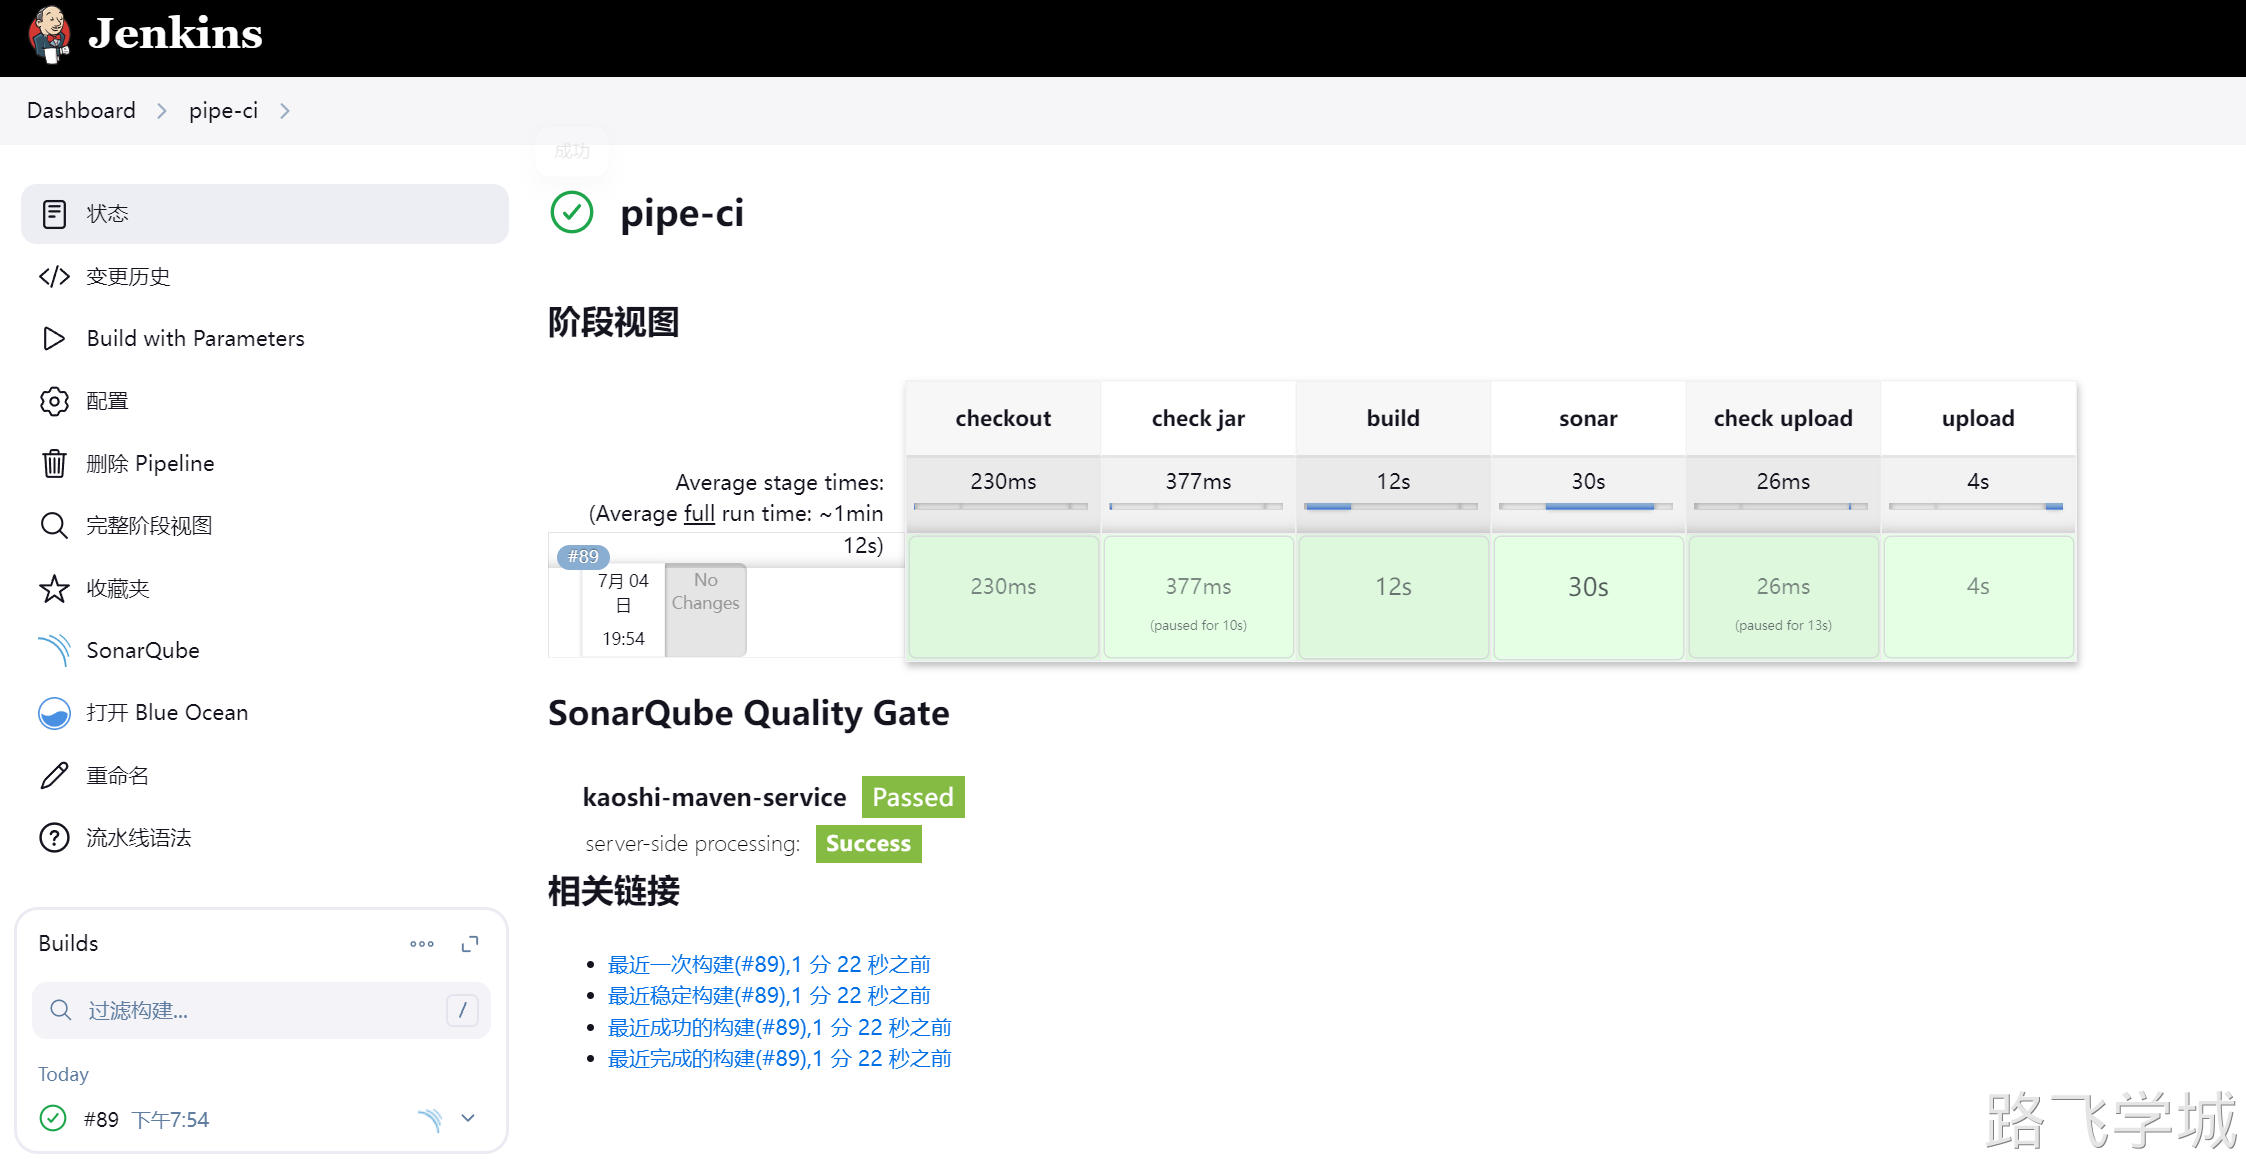 Jenkins
Dashboard
pipe-ci
成功
状态
变更历史
Build with Parameters
配置
删除 Pipeline
完整阶段视图
收藏夹
SonarQube
打开 Blue Ocean
重命名
流水线语法
Builds
过滤构建...
/
Today
#89 下午7:54
pipe-ci
阶段视图
checkout check jar build sonar check upload upload
Average stage times:
(Average full run time: ~1min
12s)
230ms 377ms 12s 30s 26ms 4s
#89
7月 04
日
19:54
No
Changes
230ms 377ms 12s 30s 26ms 4s
(paused for 10s) (paused for 13s)
SonarQube Quality Gate
kaoshi-maven-service Passed
server-side processing: Success
相关链接
最近一次构建(#89),1 分 22 秒之前
最近稳定构建(#89),1 分 22 秒之前
最近成功的构建(#89),1 分 22 秒之前
最近完成的构建(#89),1 分 22 秒之前
路飞学城